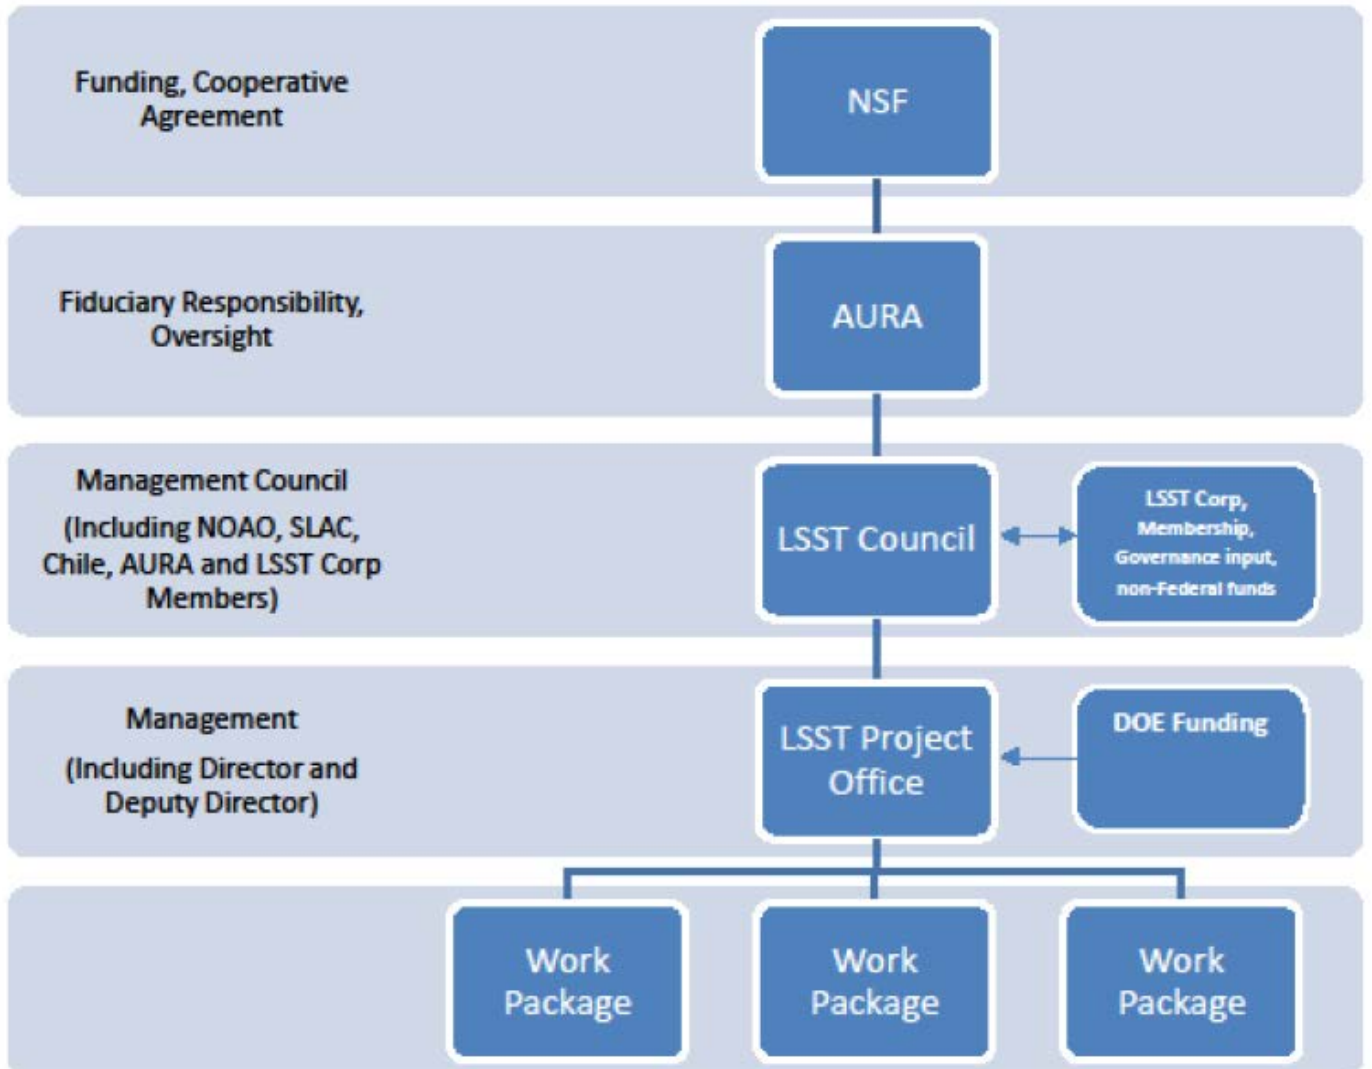 Funding, Cooperative
Agreement
NSF
Fiduciary Responsibility,
Oversight
AURA
Management Council
(Including NOAO, SLAC,
Chile, AURA and LSST Corp
Members)
LSST Council
LSST Corp,
Membership,
Governance input,
non-Federal funds
Management
(Including Director and
Deputy Director)
LSST Project
Office
DOE Funding
Work
Package
Work
Package
Work
Package